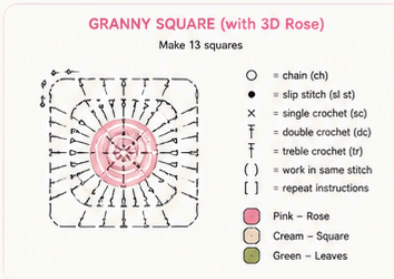 GRANNY SQUARE (with 3D Rose)
Make 13 squares
= chain (ch)
= slip stitch (sl st)
= single crochet (sc)
= double crochet (dc)
= treble crochet (tr)
( ) = work in same stitch
[ ] = repeat instructions
Pink – Rose
Cream – Square
Green – Leaves